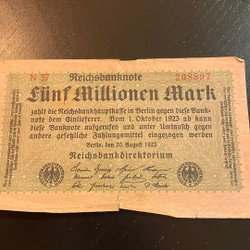 N 37 Reichsbanknote 208897
Fünf Millionen Mark
zahlt die Reichsbankhauptkasse in Berlin gegen diese Bank-
note dem Einlieferer. Vom 1. Oktober 1923 ab kann
diese Banknote aufgerufen und unter Umtausch gegen
andere gesetzliche Zahlungsmittel eingezogen werden
Berlin, den 20. August 1923
Reichsbankdirektorium